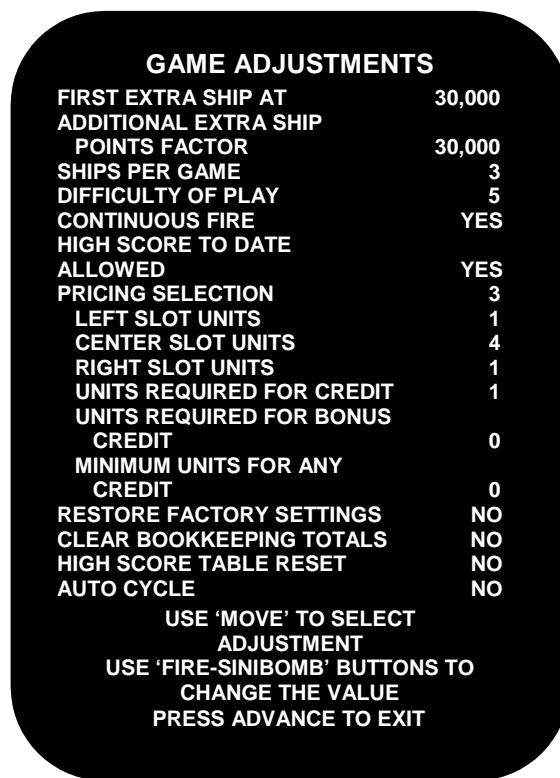 GAME ADJUSTMENTS
FIRST EXTRA SHIP AT 30,000
ADDITIONAL EXTRA SHIP
POINTS FACTOR 30,000
SHIPS PER GAME 3
DIFFICULTY OF PLAY 5
CONTINUOUS FIRE YES
HIGH SCORE TO DATE
ALLOWED YES
PRICING SELECTION 3
LEFT SLOT UNITS 1
CENTER SLOT UNITS 4
RIGHT SLOT UNITS 1
UNITS REQUIRED FOR CREDIT 1
UNITS REQUIRED FOR BONUS
CREDIT 0
MINIMUM UNITS FOR ANY
CREDIT 0
RESTORE FACTORY SETTINGS NO
CLEAR BOOKKEEPING TOTALS NO
HIGH SCORE TABLE RESET NO
AUTO CYCLE NO
USE ‘MOVE’ TO SELECT
ADJUSTMENT
USE ‘FIRE-SINIBOMB’ BUTTONS TO
CHANGE THE VALUE
PRESS ADVANCE TO EXIT